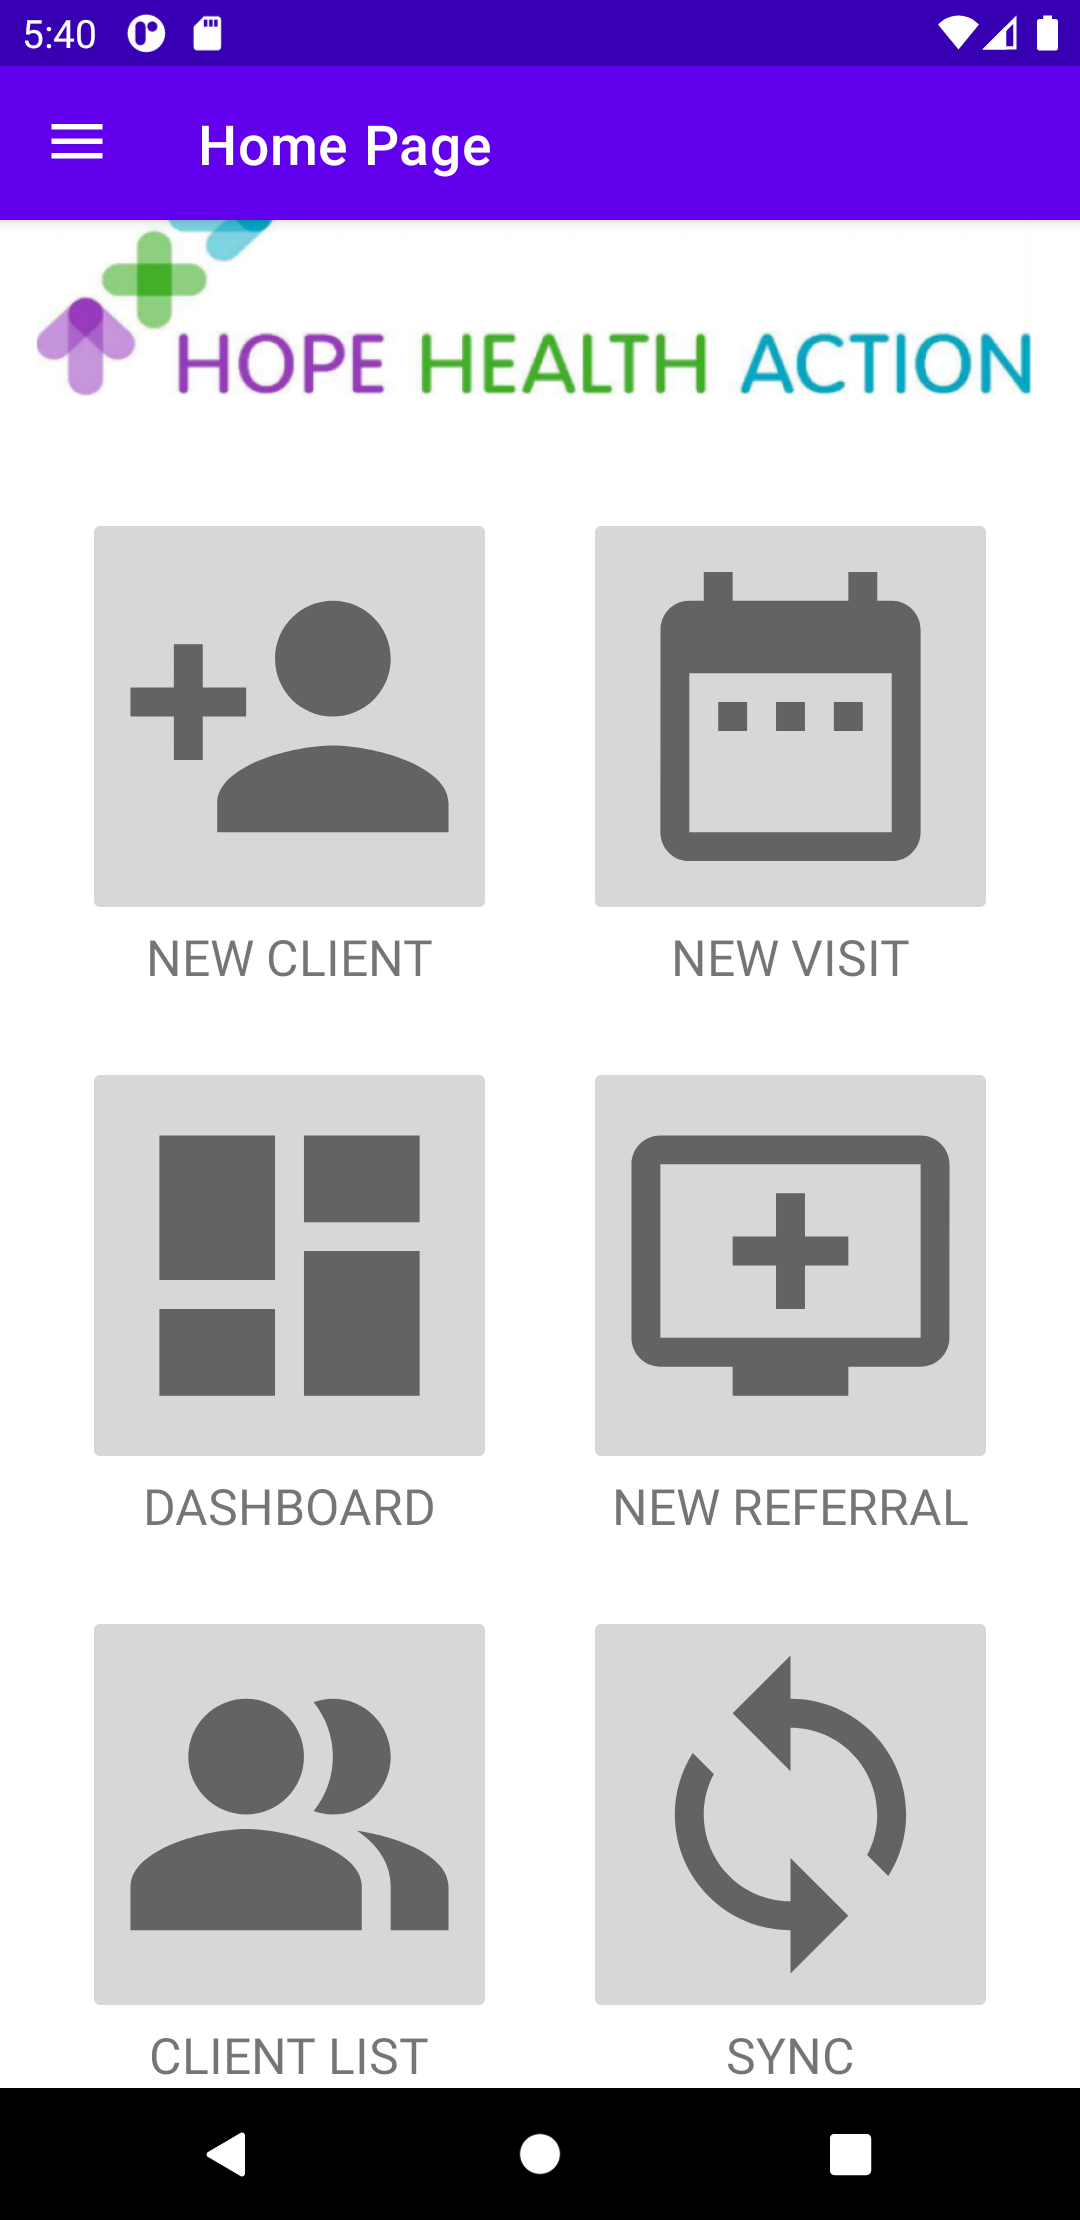 5:40
Home Page
HOPE HEALTH ACTION
NEW CLIENT
NEW VISIT
DASHBOARD
NEW REFERRAL
CLIENT LIST
SYNC